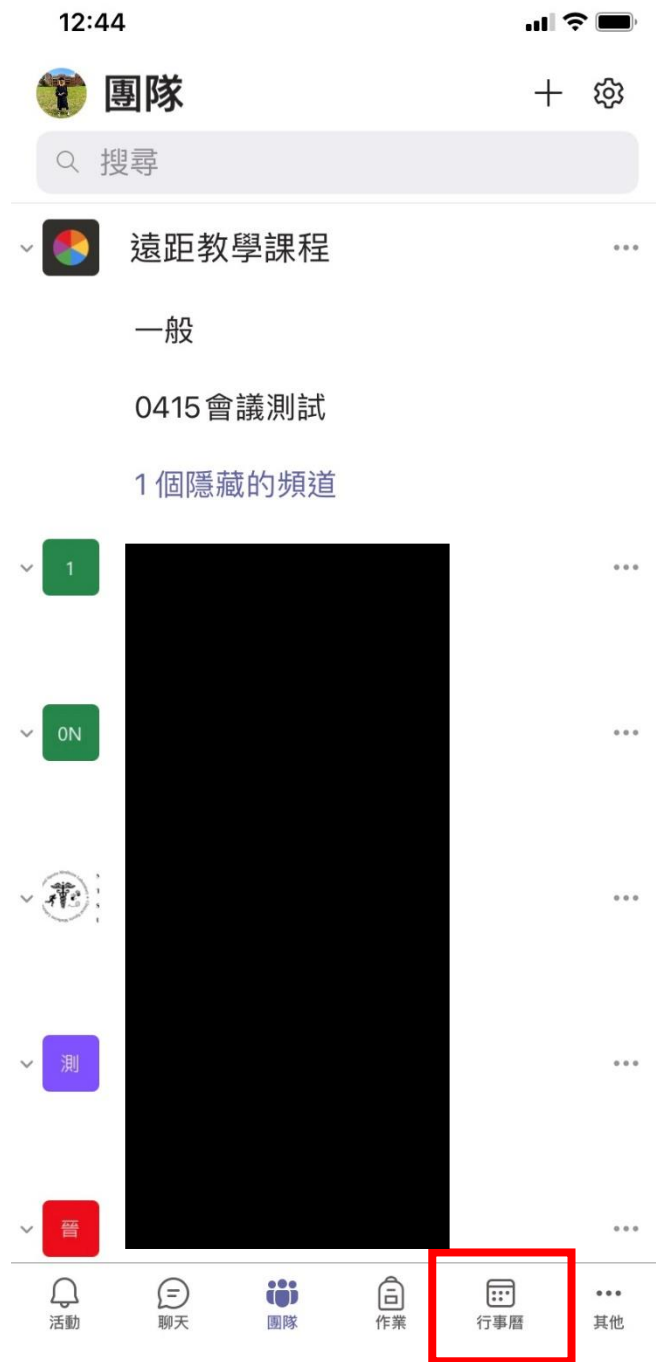 12:44
團隊
搜尋
遠距教學課程
一般
0415會議測試
1 個隱藏的頻道
1
0N
測
晉
活動
聊天
團隊
作業
行事曆
其他